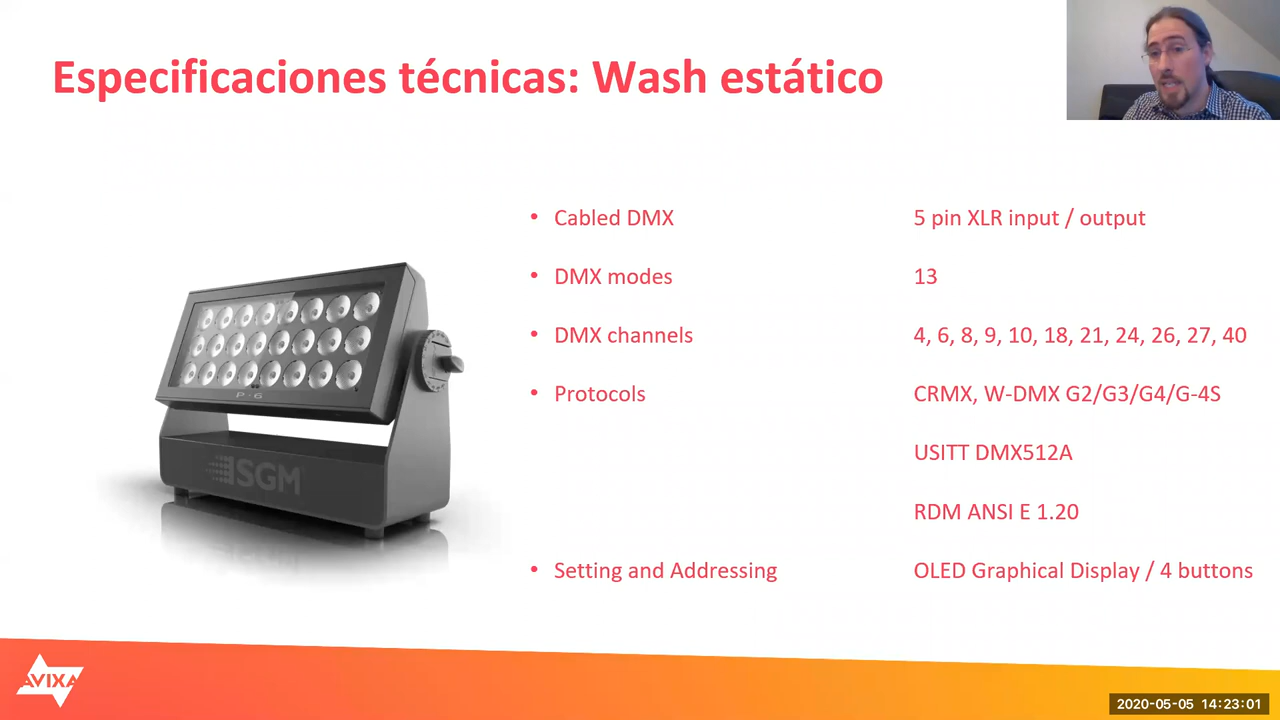 Especificaciones técnicas: Wash estático
• Cabled DMX 5 pin XLR input / output
• DMX modes 13
• DMX channels 4, 6, 8, 9, 10, 18, 21, 24, 26, 27, 40
• Protocols CRMX, W-DMX G2/G3/G4/G-4S
USITT DMX512A
RDM ANSI E 1.20
• Setting and Addressing OLED Graphical Display / 4 buttons
P-6
SGM
AVIXA
2020-05-05 14:23:01